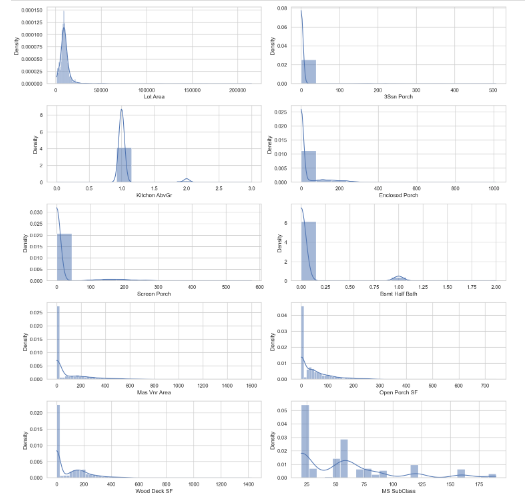 0.000150
0.000125
0.000100
0.000075
0.000050
0.000025
0.000000
Density
0 50000 100000 150000 200000
Lot Area
0.08
0.06
0.04
0.02
0.00
Density
0 100 200 300 400 500
3Ssn Porch
6
4
2
0
Density
0.0 0.5 1.0 1.5 2.0 2.5 3.0
Kitchen AbvGr
0.025
0.020
0.015
0.010
0.005
0.000
Density
0 200 400 600 800 1000
Enclosed Porch
0.030
0.025
0.020
0.015
0.010
0.005
0.000
Density
0 100 200 300 400 500 600
Screen Porch
6
4
2
0
Density
0.00 0.25 0.50 0.75 1.00 1.25 1.50 1.75 2.00
Bsmt Half Bath
0.025
0.020
0.015
0.010
0.005
0.000
Density
0 200 400 600 800 1000 1200 1400 1600
Mas Vnr Area
0.04
0.03
0.02
0.01
0.00
Density
0 100 200 300 400 500 600 700
Open Porch SF
0.020
0.015
0.010
0.005
0.000
Density
0 200 400 600 800 1000 1200 1400
Wood Deck SF
0.05
0.04
0.03
0.02
0.01
0.00
Density
25 50 75 100 125 150 175
MS SubClass